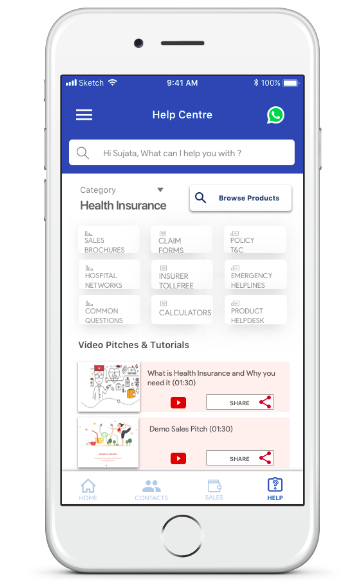 Sketch 9:41 AM 100%
Help Centre
Hi Sujata, What can I help you with ?
Category
Health Insurance
Browse Products
SALES
BROCHURES
CLAIM
FORMS
POLICY
T&C
HOSPITAL
NETWORKS
INSURER
TOLLFREE
EMERGENCY
HELPLINES
COMMON
QUESTIONS
CALCULATORS
PRODUCT
HELPDESK
Video Pitches & Tutorials
What is Health Insurance and Why you
need it (01:30)
SHARE
Demo Sales Pitch (01:30)
SHARE
HOME
CONTACTS
SALES
HELP